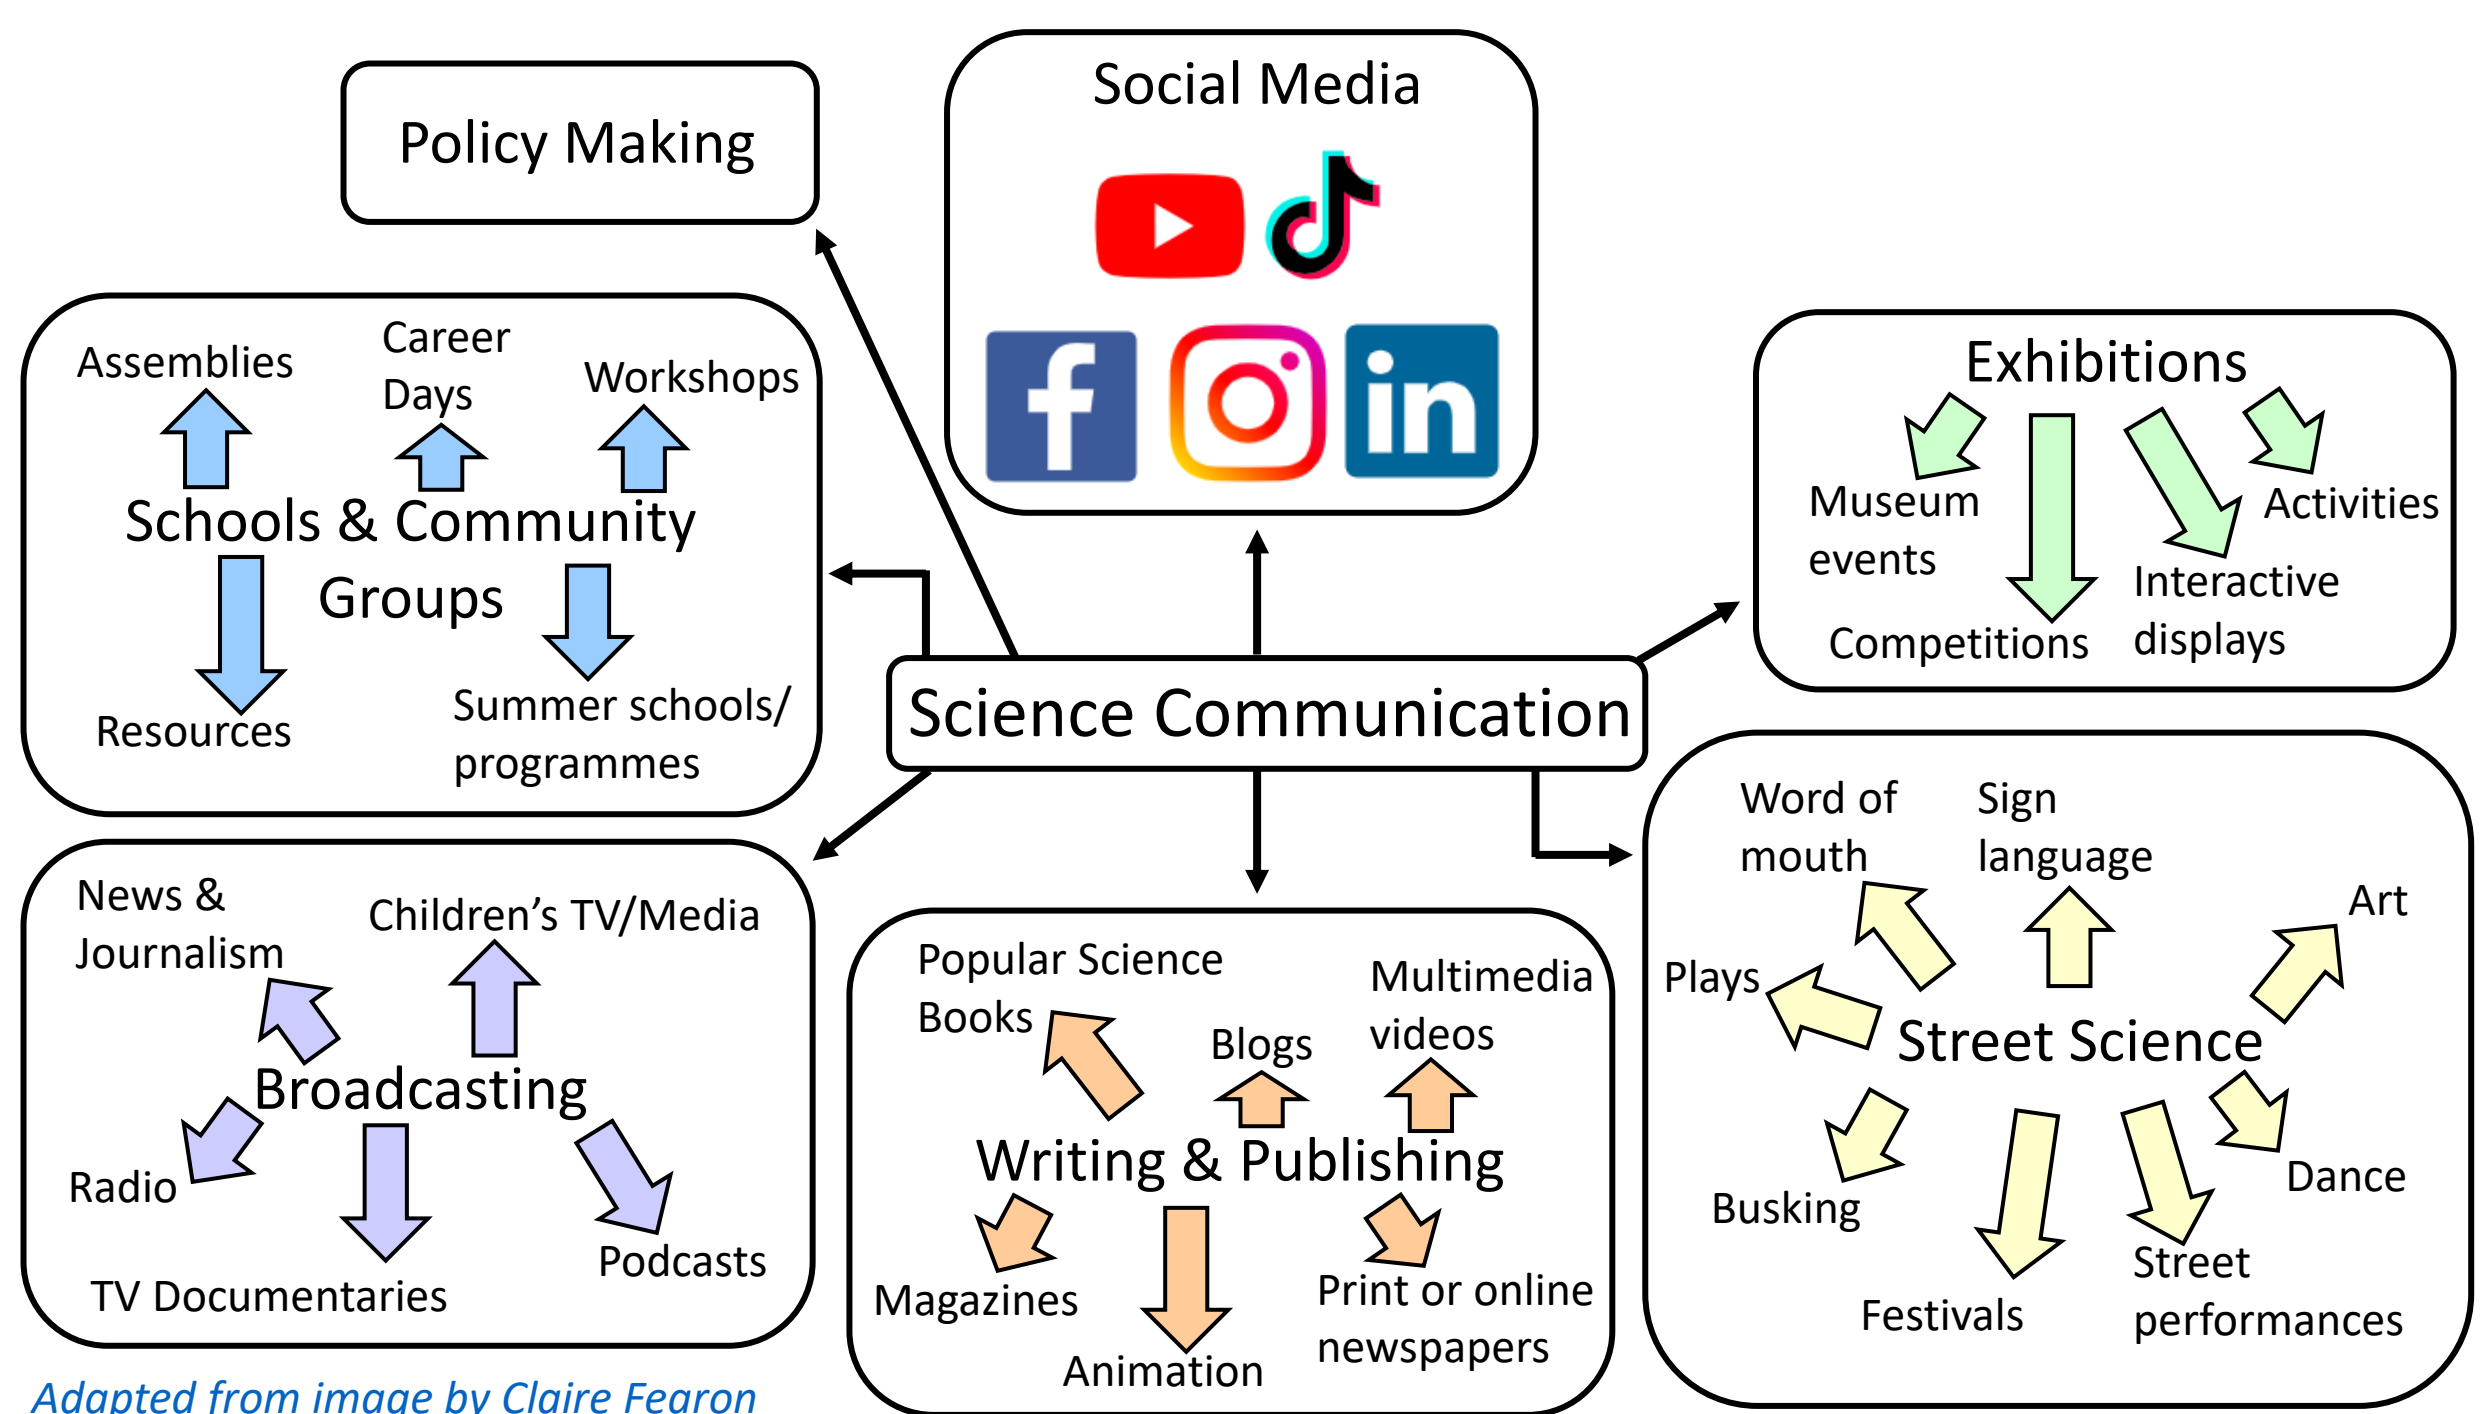 Policy Making
Social Media
f
in
Assemblies
Career
Days
Workshops
Schools & Community
Groups
Resources
Summer schools/
programmes
Exhibitions
Museum
events
Competitions
Interactive
displays
Activities
Science Communication
News &
Journalism
Children's TV/Media
Broadcasting
Radio
TV Documentaries
Podcasts
Popular Science
Books
Blogs
Multimedia
videos
Writing & Publishing
Magazines
Animation
Print or online
newspapers
Word of
mouth
Sign
language
Art
Plays
Street Science
Busking
Festivals
Street
performances
Dance
Adapted from image by Claire Fearon